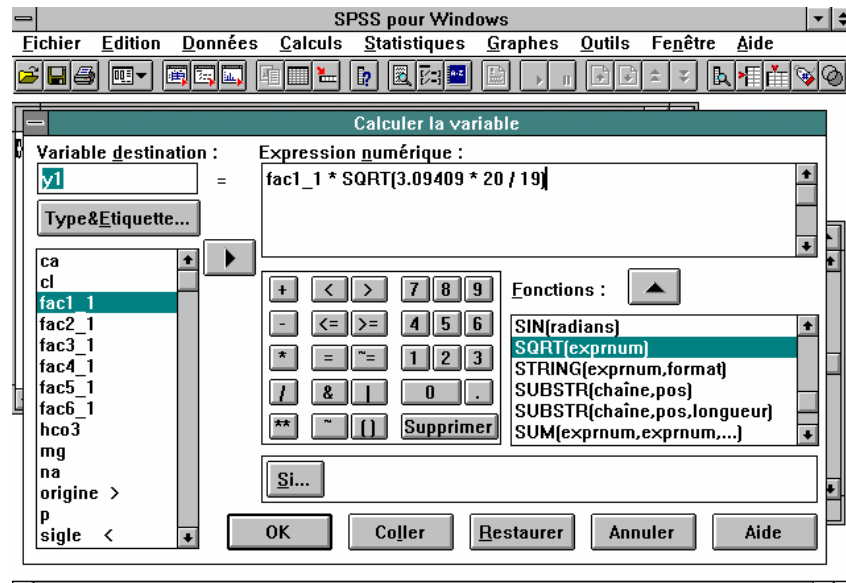 SPSS pour Windows
Fichier Edition Données Calculs Statistiques Graphes Outils Fenêtre Aide
Calculer la variable
Variable destination : Expression numérique :
y1 = fac1_1 * SQRT(3.09409 * 20 / 19)
Type&Etiquette...
ca
cl
fac1_1
fac2_1
fac3_1
fac4_1
fac5_1
fac6_1
hco3
mg
na
origine >
p
sigle <
+ < > 7 8 9
- <= >= 4 5 6
* = ~= 1 2 3
/ & | 0 .
** ~ () Supprimer
Fonctions :
SIN(radians)
SQRT(exprnum)
STRING(exprnum,format)
SUBSTR(chaîne,pos)
SUBSTR(chaîne,pos,longueur)
SUM(exprnum,exprnum,...)
Si...
OK Coller Restaurer Annuler Aide